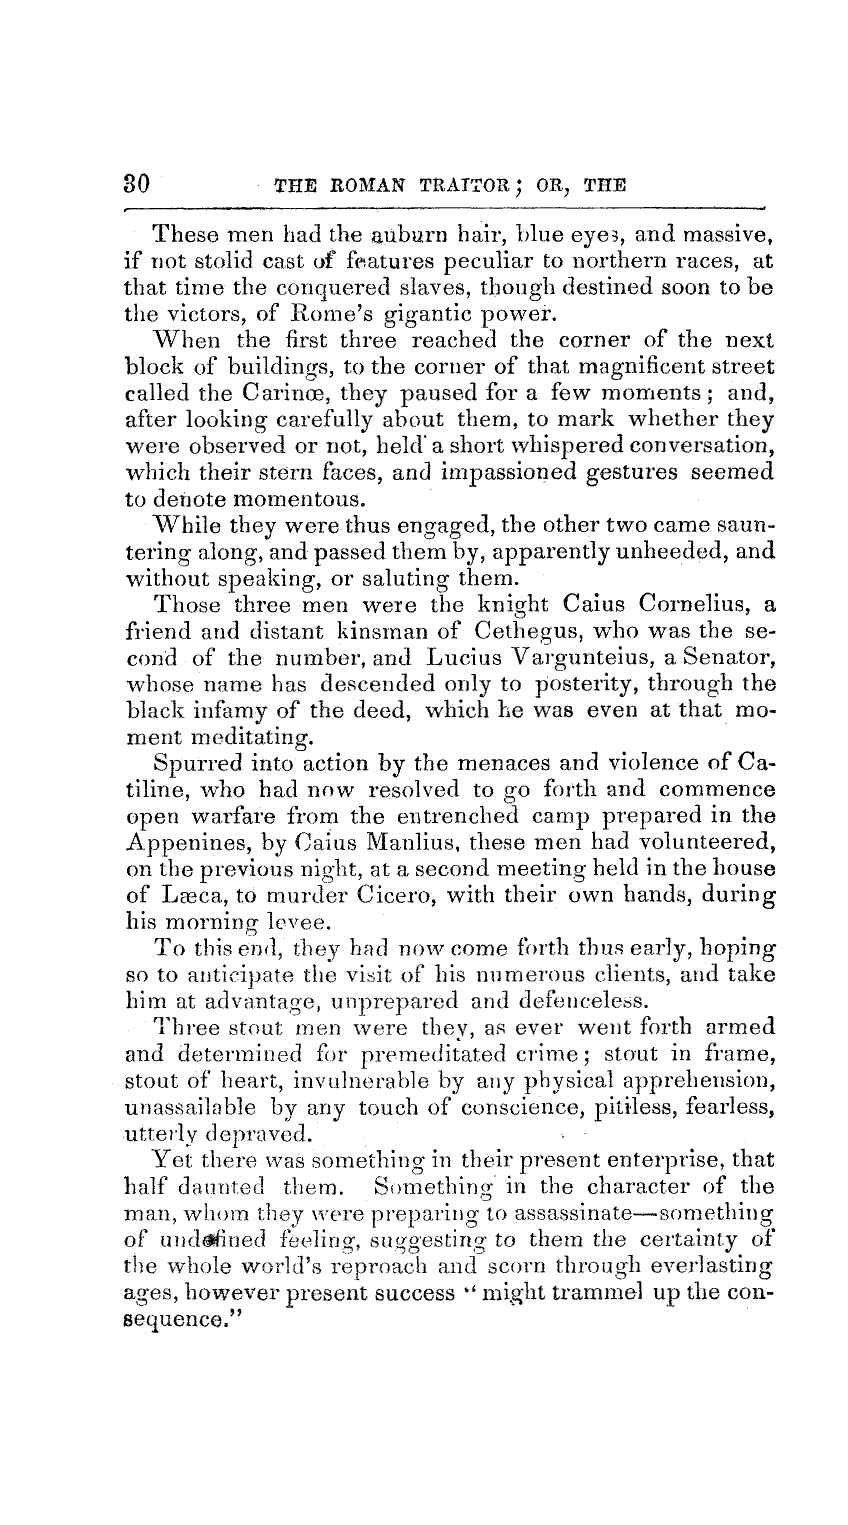 30 THE ROMAN TRAITOR; OR, THE
These men had the auburn hair, blue eyes, and massive,
if not stolid cast of features peculiar to northern races, at
that time the conquered slaves, though destined soon to be
the victors, of Rome's gigantic power.
When the first three reached the corner of the next
block of buildings, to the corner of that magnificent street
called the Carinœ, they paused for a few moments; and,
after looking carefully about them, to mark whether they
were observed or not, held a short whispered conversation,
which their stern faces, and impassioned gestures seemed
to denote momentous.
While they were thus engaged, the other two came saun-
tering along, and passed them by, apparently unheeded, and
without speaking, or saluting them.
Those three men were the knight Caius Cornelius, a
friend and distant kinsman of Cethegus, who was the se-
cond of the number, and Lucius Vargunteius, a Senator,
whose name has descended only to posterity, through the
black infamy of the deed, which he was even at that mo-
ment meditating.
Spurred into action by the menaces and violence of Ca-
tiline, who had now resolved to go forth and commence
open warfare from the entrenched camp prepared in the
Appenines, by Caius Manlius, these men had volunteered,
on the previous night, at a second meeting held in the house
of Læca, to murder Cicero, with their own hands, during
his morning levee.
To this end, they had now come forth thus early, hoping
so to anticipate the visit of his numerous clients, and take
him at advantage, unprepared and defenceless.
Three stout men were they, as ever went forth armed
and determined for premeditated crime; stout in frame,
stout of heart, invulnerable by any physical apprehension,
unassailable by any touch of conscience, pitiless, fearless,
utterly depraved.
Yet there was something in their present enterprise, that
half daunted them. Something in the character of the
man, whom they were preparing to assassinate—something
of undefined feeling, suggesting to them the certainty of
the whole world's reproach and scorn through everlasting
ages, however present success "might trammel up the con-
sequence."